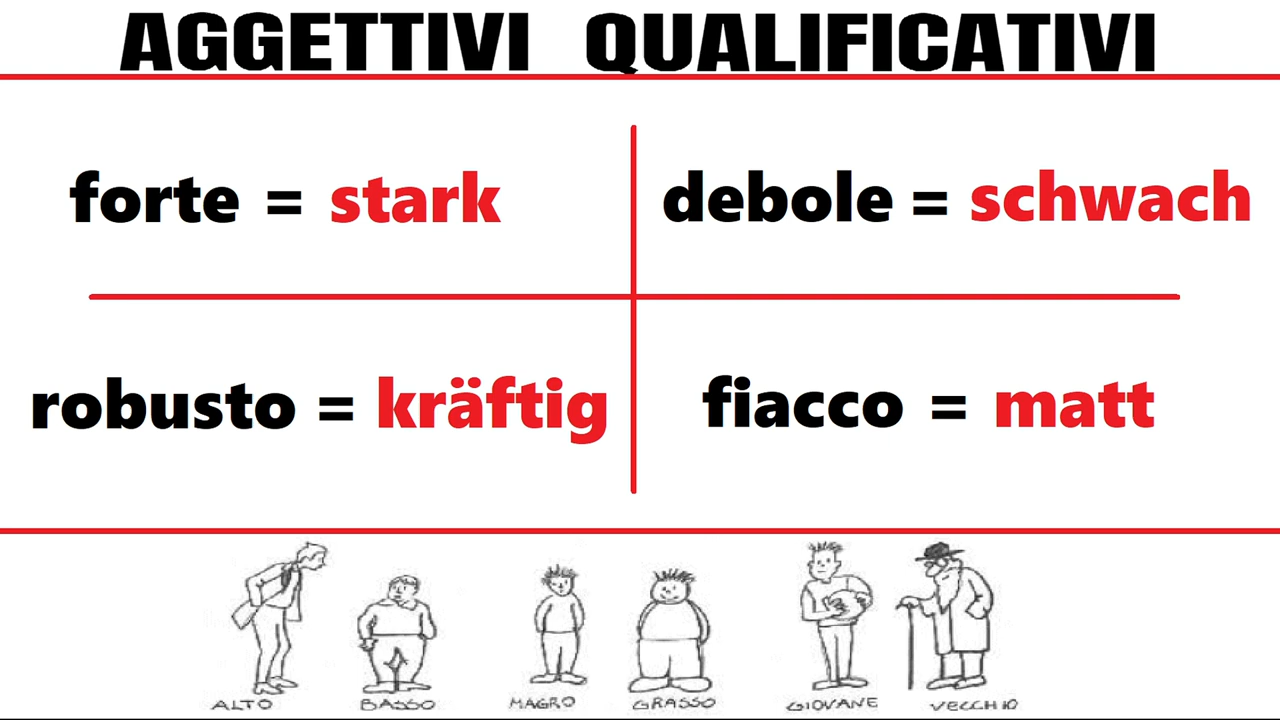 AGGETTIVI QUALIFICATIVI
forte = stark
debole = schwach
robusto = kräftig
fiacco = matt
ALTO BASSO MAGRO GRASSO GIOVANE VECCHIO